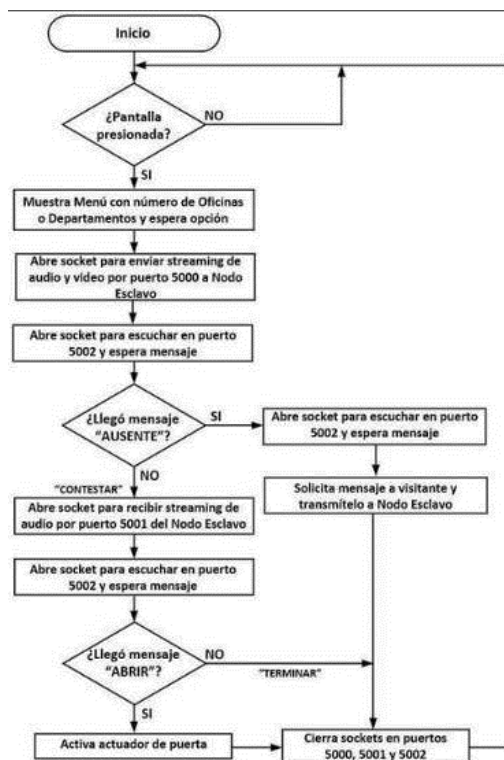 Inicio
¿Pantalla
presionada?
NO
SI
Muestra Menú con número de Oficinas
o Departamentos y espera opción
Abre socket para enviar streaming de
audio y video por puerto 5000 a Nodo
Esclavo
Abre socket para escuchar en puerto
5002 y espera mensaje
¿Llegó mensaje
"AUSENTE"?
SI
Abre socket para escuchar en puerto
5002 y espera mensaje
NO
"CONTESTAR"
Solicita mensaje a visitante y
transmítelo a Nodo Esclavo
Abre socket para recibir streaming de
audio por puerto 5001 del Nodo Esclavo
Abre socket para escuchar en puerto
5002 y espera mensaje
¿Llegó mensaje
"ABRIR"?
NO
"TERMINAR"
SI
Activa actuador de puerta
Cierra sockets en puertos
5000, 5001 y 5002